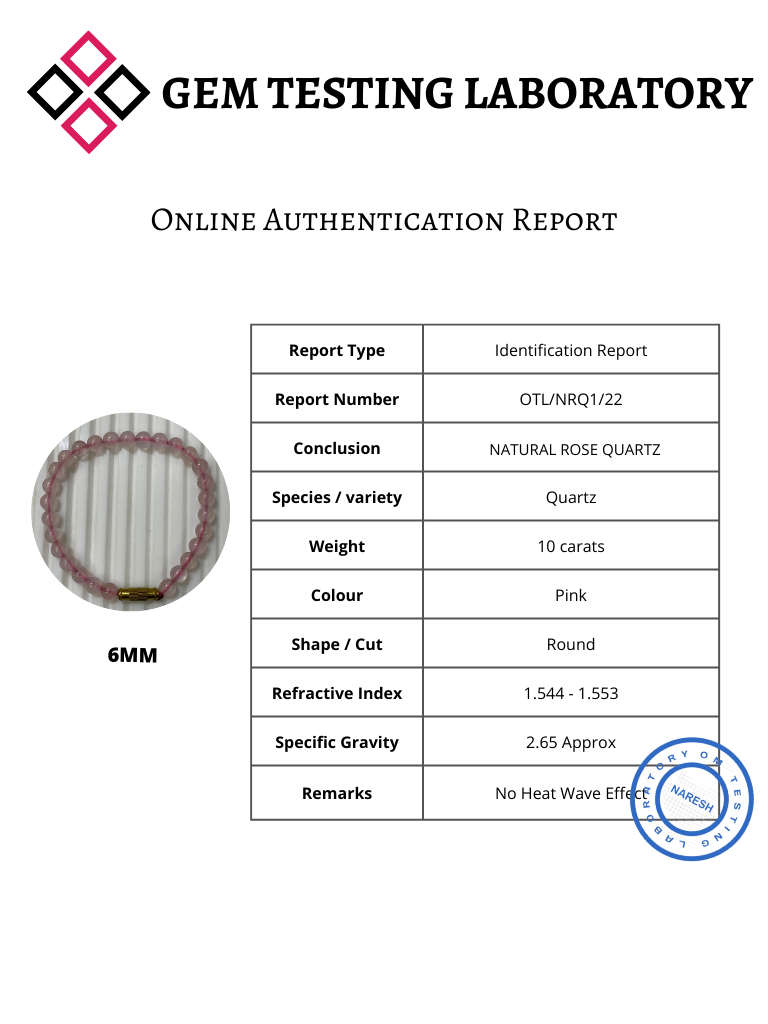 GEM TESTING LABORATORY
ONLINE AUTHENTICATION REPORT
Report Type Identification Report
Report Number OTL/NRQ1/22
Conclusion NATURAL ROSE QUARTZ
Species / variety Quartz
Weight 10 carats
Colour Pink
Shape / Cut Round
Refractive Index 1.544 - 1.553
Specific Gravity 2.65 Approx
Remarks No Heat Wave Effect
6MM
OM TESTING LABORATORY
NARESH